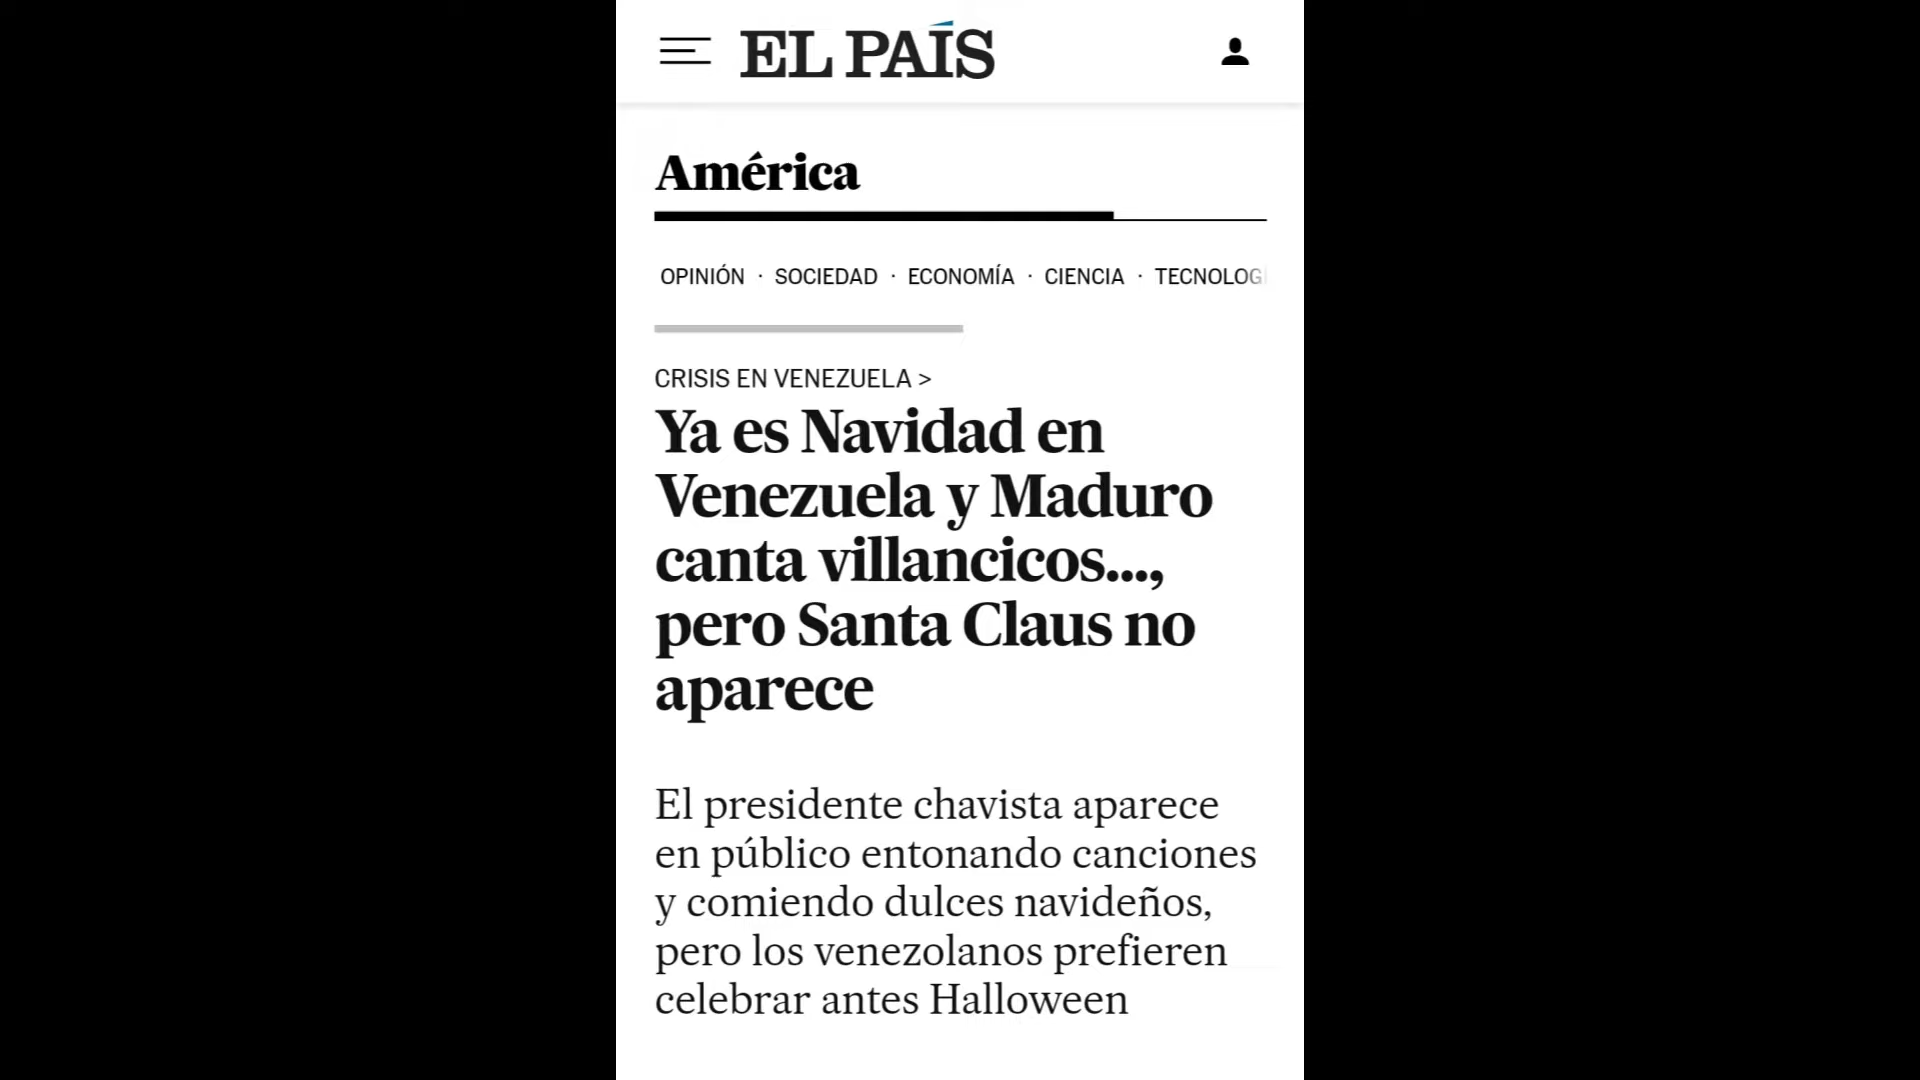 EL PAÍS
América
OPINIÓN · SOCIEDAD · ECONOMÍA · CIENCIA · TECNOLOG
CRISIS EN VENEZUELA >
Ya es Navidad en
Venezuela y Maduro
canta villancicos...,
pero Santa Claus no
aparece
El presidente chavista aparece
en público entonando canciones
y comiendo dulces navideños,
pero los venezolanos prefieren
celebrar antes Halloween